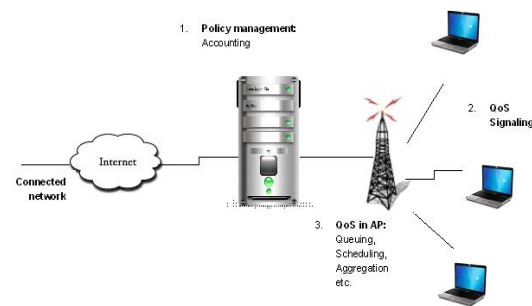 1. Policy management:
Accounting
2. QoS
Signaling
Internet
Connected
network
3. QoS in AP:
Queuing,
Scheduling,
Aggregation
etc.